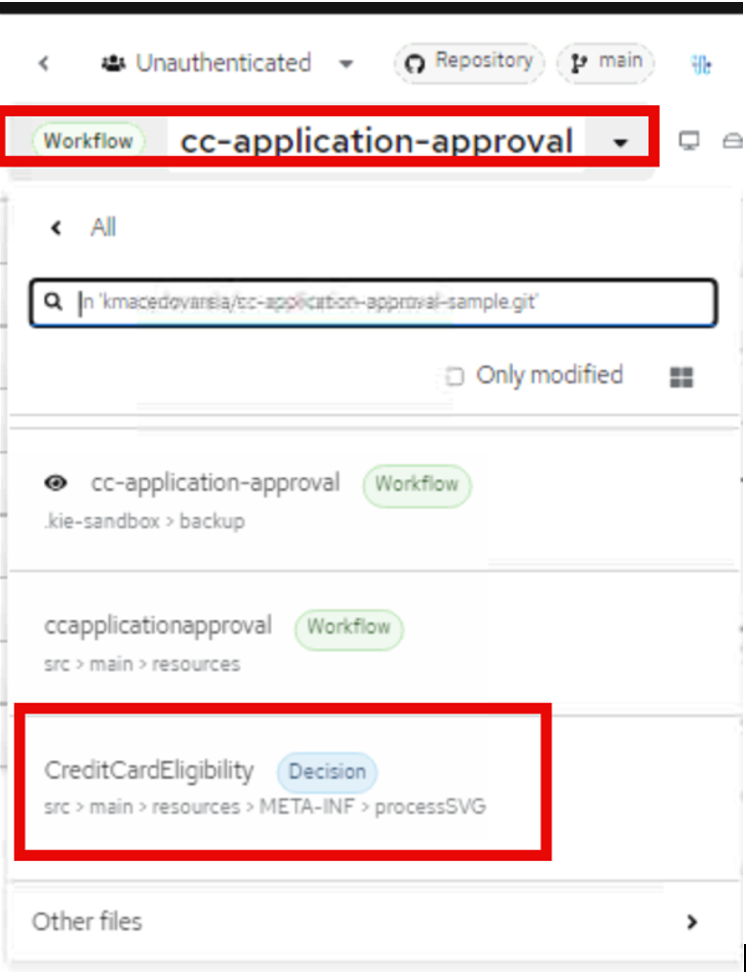 Unauthenticated Repository main
Workflow cc-application-approval
All
In 'kmacedovarela/cc-application-approval-sample.git'
Only modified
cc-application-approval Workflow
.kie-sandbox > backup
ccapplicationapproval Workflow
src > main > resources
CreditCardEligibility Decision
src > main > resources > META-INF > processSVG
Other files